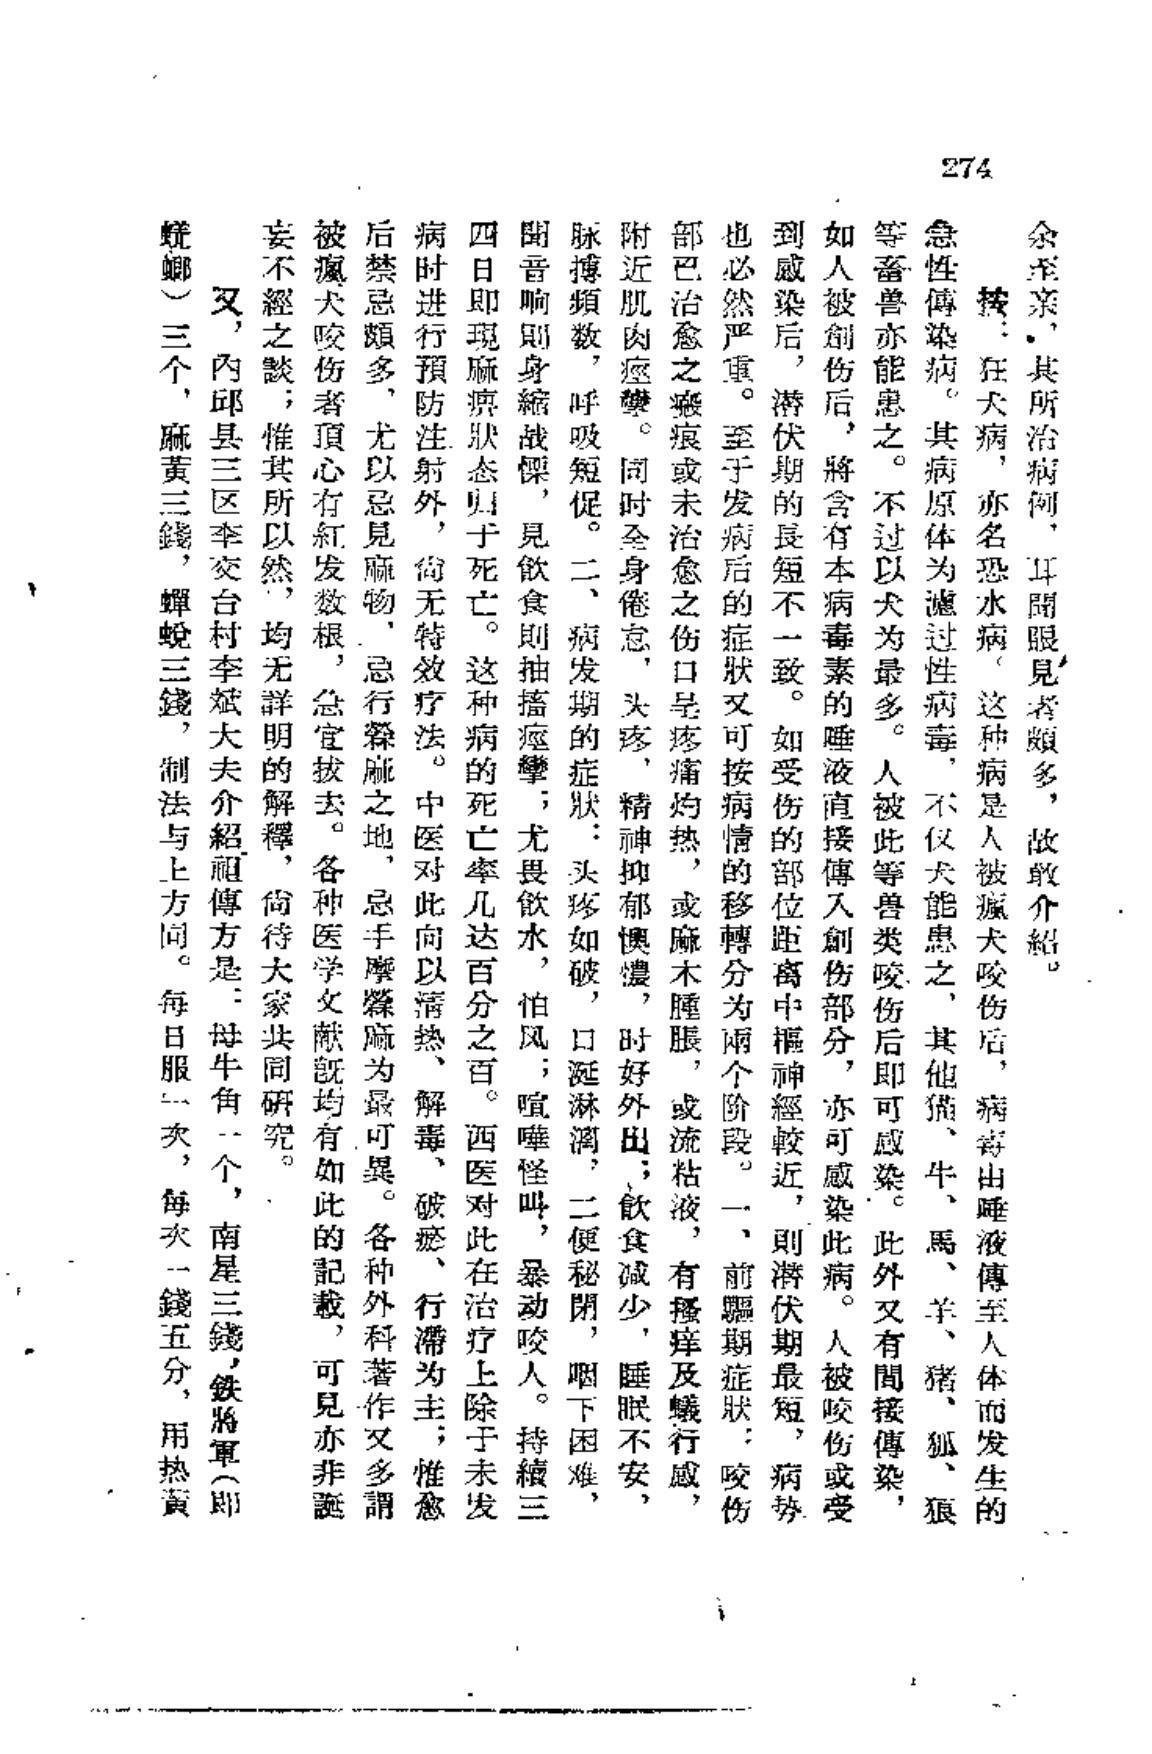 274
余至亲，其所治病例，耳聞眼見者頗多，故敢介紹。
按：狂犬病，亦名恐水病。这种病是人被瘋犬咬伤后，病毒由唾液傳至人体而发生的
急性傳染病。其病原体为濾过性病毒，不仅犬能患之，其他猫、牛、馬、羊、猪、狐、狼
等畜兽亦能患之。不过以犬为最多。人被此等兽类咬伤后即可感染。此外又有間接傳染，
如人被創伤后，將含有本病毒素的唾液直接傳入創伤部分，亦可感染此病。人被咬伤或受
到感染后，潜伏期的長短不一致。如受伤的部位距离中樞神經較近，則潜伏期最短，病势
也必然严重。至于发病后的症狀又可按病情的移轉分为兩个阶段。一、前驅期症狀：咬伤
部已治愈之瘢痕或未治愈之伤口呈疼痛灼热，或麻木腫脹，或流粘液，有搔痒及蟻行感，
附近肌肉痙攣。同时全身倦怠，头疼，精神抑郁懊憹，时好外出；飲食减少，睡眠不安，
脉搏頻数，呼吸短促。二、病发期的症狀：头疼如破，口涎淋漓，二便秘閉，咽下困难，
聞音响則身縮战慄，見飲食則抽搐痙攣；尤畏飲水，怕风；喧嘩怪叫，暴动咬人。持續三
四日即現麻痹狀态归于死亡。这种病的死亡率几达百分之百。西医对此在治疗上除于未发
病时进行預防注射外，尙无特效疗法。中医对此向以清热、解毒、破瘀、行滯为主；惟愈
后禁忌頗多，尤以忌見麻物，忌行檾麻之地，忌手摩檾麻为最可異。各种外科著作又多謂
被瘋犬咬伤者頂心有紅发数根，急宜拔去。各种医学文献旣均有如此的記載，可見亦非誕
妄不經之談；惟其所以然，均无詳明的解釋，尙待大家共同研究。
又，內邱县三区李交台村李斌大夫介紹祖傳方是：母牛角一个，南星三錢，鉄將軍（即
蜣螂）三个，麻黃三錢，蟬蛻三錢，制法与上方同。每日服一次，每次一錢五分，用热黃